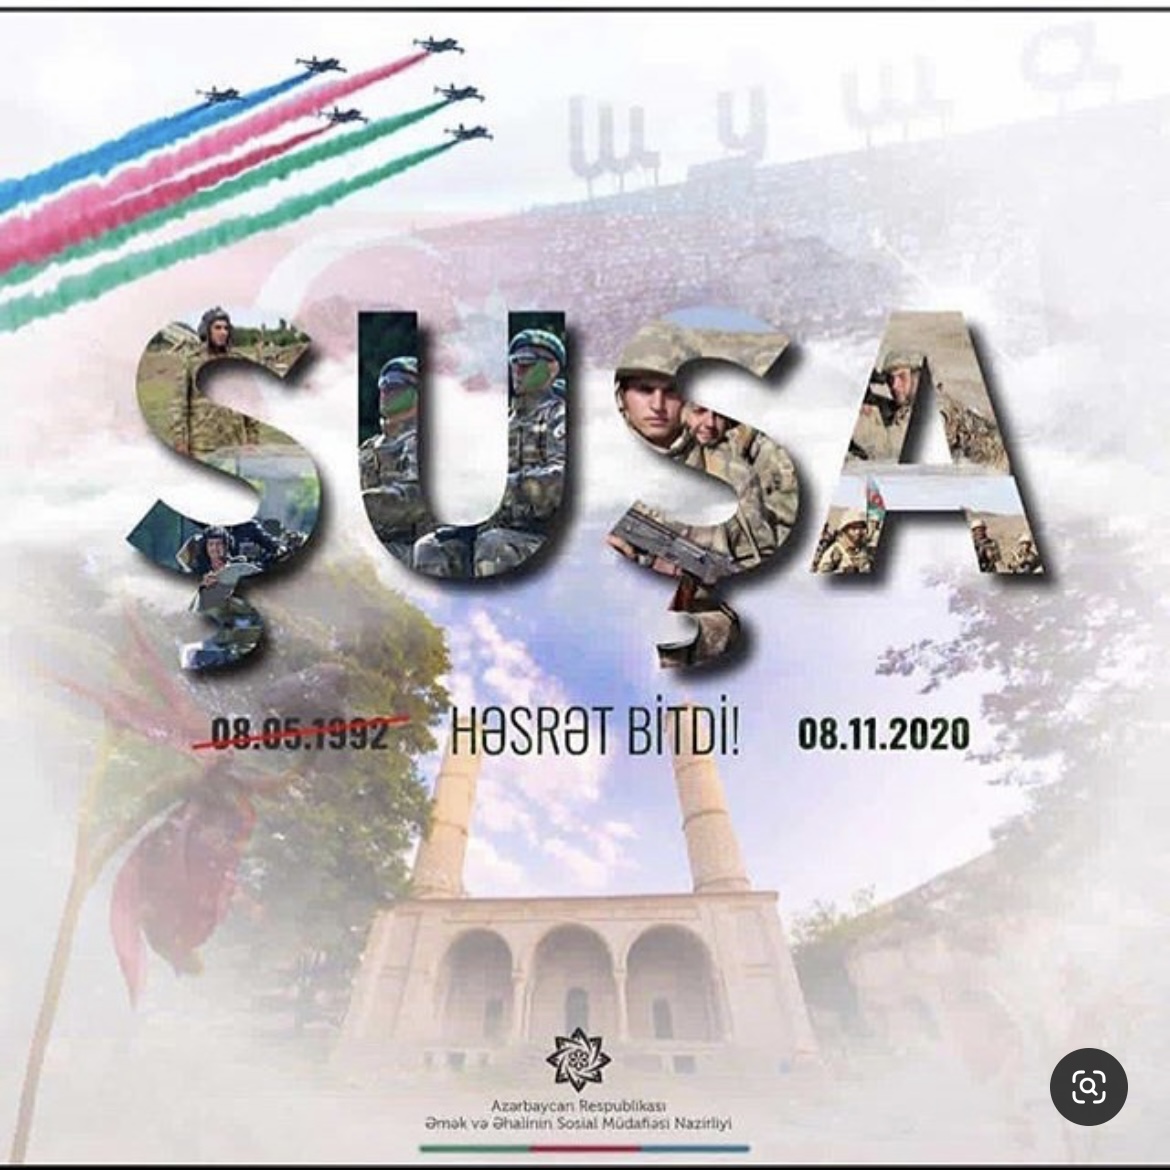 ŞUŞA
08.05.1992 HƏSRƏT BİTDİ! 08.11.2020
Azərbaycan Respublikası
Əmək və Əhalinin Sosial Müdafiəsi Nazirliyi